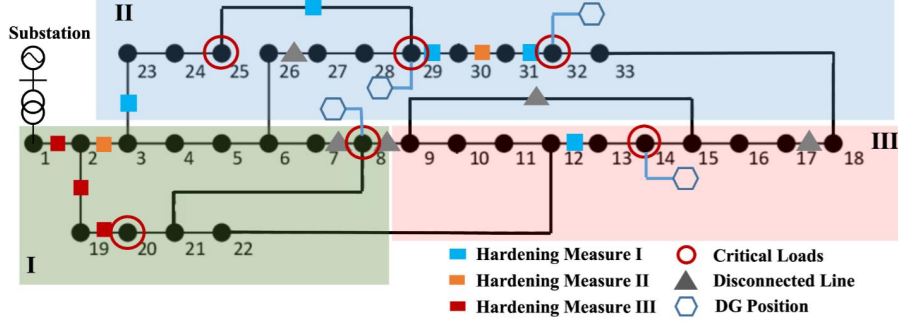 II
Substation
23 24 25 26 27 28 29 30 31 32 33
1 2 3 4 5 6 7 8 9 10 11 12 13 14 15 16 17 18
III
19 20 21 22
I
Hardening Measure I
Critical Loads
Hardening Measure II
Disconnected Line
Hardening Measure III
DG Position